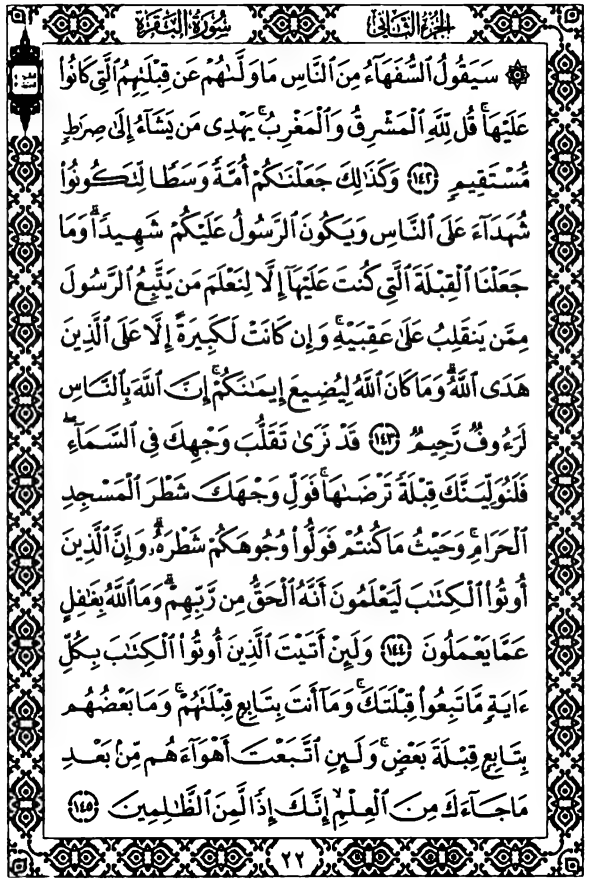 الجزء الثاني
سورة البقرة
۞ سَيَقُولُ ٱلسُّفَهَآءُ مِنَ ٱلنَّاسِ مَا وَلَّىٰهُمْ عَن قِبْلَتِهِمُ ٱلَّتِى كَانُوا۟
عَلَيْهَا ۚ قُل لِّلَّهِ ٱلْمَشْرِقُ وَٱلْمَغْرِبُ ۚ يَهْدِى مَن يَشَآءُ إِلَىٰ صِرَٰطٍ
مُّسْتَقِيمٍ ١٤٢ وَكَذَٰلِكَ جَعَلْنَٰكُمْ أُمَّةً وَسَطًا لِّتَكُونُوا۟
شُهَدَآءَ عَلَى ٱلنَّاسِ وَيَكُونَ ٱلرَّسُولُ عَلَيْكُمْ شَهِيدًا ۗ وَمَا
جَعَلْنَا ٱلْقِبْلَةَ ٱلَّتِى كُنتَ عَلَيْهَآ إِلَّا لِنَعْلَمَ مَن يَتَّبِعُ ٱلرَّسُولَ
مِمَّن يَنقَلِبُ عَلَىٰ عَقِبَيْهِ ۚ وَإِن كَانَتْ لَكَبِيرَةً إِلَّا عَلَى ٱلَّذِينَ
هَدَى ٱللَّهُ ۗ وَمَا كَانَ ٱللَّهُ لِيُضِيعَ إِيمَٰنَكُمْ ۚ إِنَّ ٱللَّهَ بِٱلنَّاسِ
لَرَءُوفٌ رَّحِيمٌ ١٤٣ قَدْ نَرَىٰ تَقَلُّبَ وَجْهِكَ فِى ٱلسَّمَآءِ ۖ
فَلَنُوَلِّيَنَّكَ قِبْلَةً تَرْضَىٰهَا ۚ فَوَلِّ وَجْهَكَ شَطْرَ ٱلْمَسْجِدِ
ٱلْحَرَامِ ۚ وَحَيْثُ مَا كُنتُمْ فَوَلُّوا۟ وُجُوهَكُمْ شَطْرَهُۥ ۗ وَإِنَّ ٱلَّذِينَ
أُوتُوا۟ ٱلْكِتَٰبَ لَيَعْلَمُونَ أَنَّهُ ٱلْحَقُّ مِن رَّبِّهِمْ ۗ وَمَا ٱللَّهُ بِغَٰفِلٍ
عَمَّا يَعْمَلُونَ ١٤٤ وَلَئِنْ أَتَيْتَ ٱلَّذِينَ أُوتُوا۟ ٱلْكِتَٰبَ بِكُلِّ
ءَايَةٍ مَّا تَبِعُوا۟ قِبْلَتَكَ ۚ وَمَآ أَنتَ بِتَابِعٍ قِبْلَتَهُمْ ۚ وَمَا بَعْضُهُم
بِتَابِعٍ قِبْلَةَ بَعْضٍ ۚ وَلَئِنِ ٱتَّبَعْتَ أَهْوَآءَهُم مِّنۢ بَعْدِ
مَا جَآءَكَ مِنَ ٱلْعِلْمِ ۙ إِنَّكَ إِذًا لَّمِنَ ٱلظَّٰلِمِينَ ١٤٥
٢٢